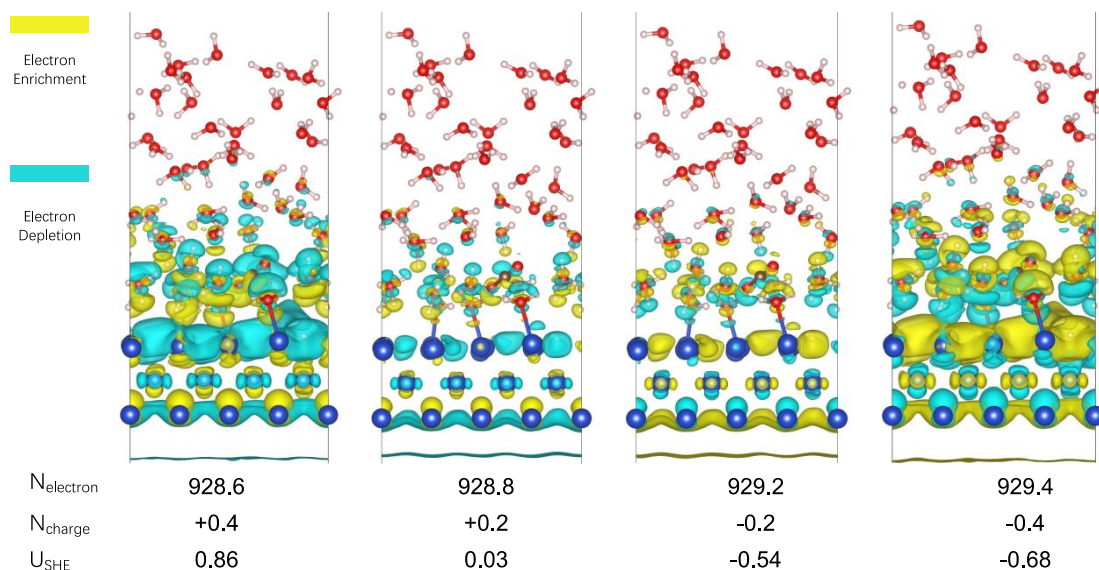 Electron
Enrichment
Electron
Depletion
Nelectron 928.6 928.8 929.2 929.4
Ncharge +0.4 +0.2 -0.2 -0.4
USHE 0.86 0.03 -0.54 -0.68